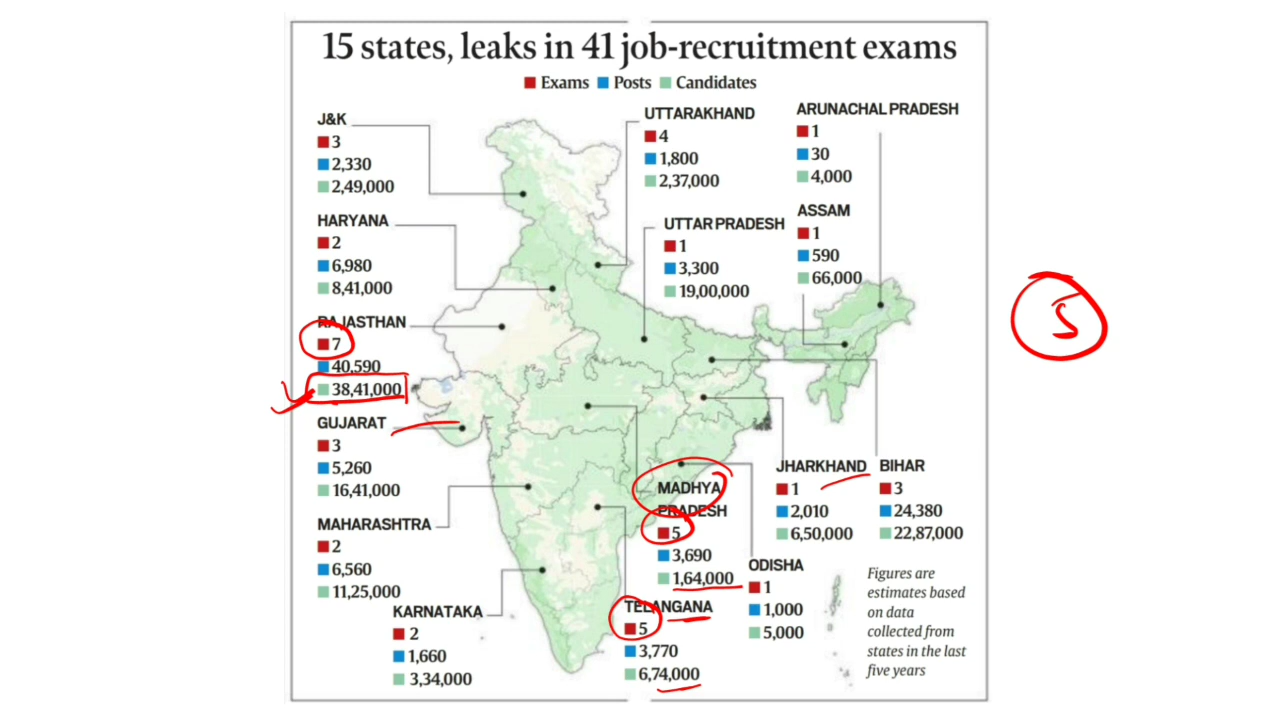 15 states, leaks in 41 job-recruitment exams
Exams Posts Candidates
J&K
3
2,330
2,49,000
HARYANA
2
6,980
8,41,000
RAJASTHAN
7
40,590
38,41,000
GUJARAT
3
5,260
16,41,000
MAHARASHTRA
2
6,560
11,25,000
KARNATAKA
2
1,660
3,34,000
UTTARAKHAND
4
1,800
2,37,000
UTTAR PRADESH
1
3,300
19,00,000
ARUNACHAL PRADESH
1
30
4,000
ASSAM
1
590
66,000
MADHYA
PRADESH
5
3,690
1,64,000
TELANGANA
5
3,770
6,74,000
JHARKHAND
1
2,010
6,50,000
BIHAR
3
24,380
22,87,000
ODISHA
1
1,000
5,000
Figures are
estimates based
on data
collected from
states in the last
five years
5